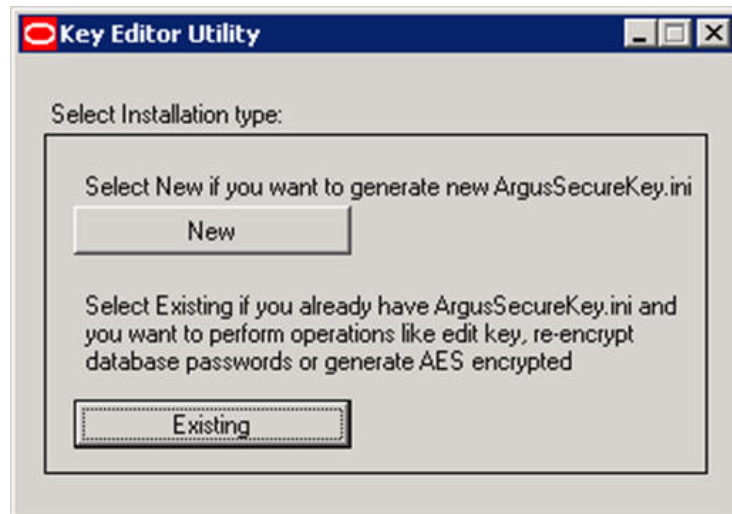 Key Editor Utility
Select Installation type:
Select New if you want to generate new ArgusSecureKey.ini
New
Select Existing if you already have ArgusSecureKey.ini and
you want to perform operations like edit key, re-encrypt
database passwords or generate AES encrypted
Existing